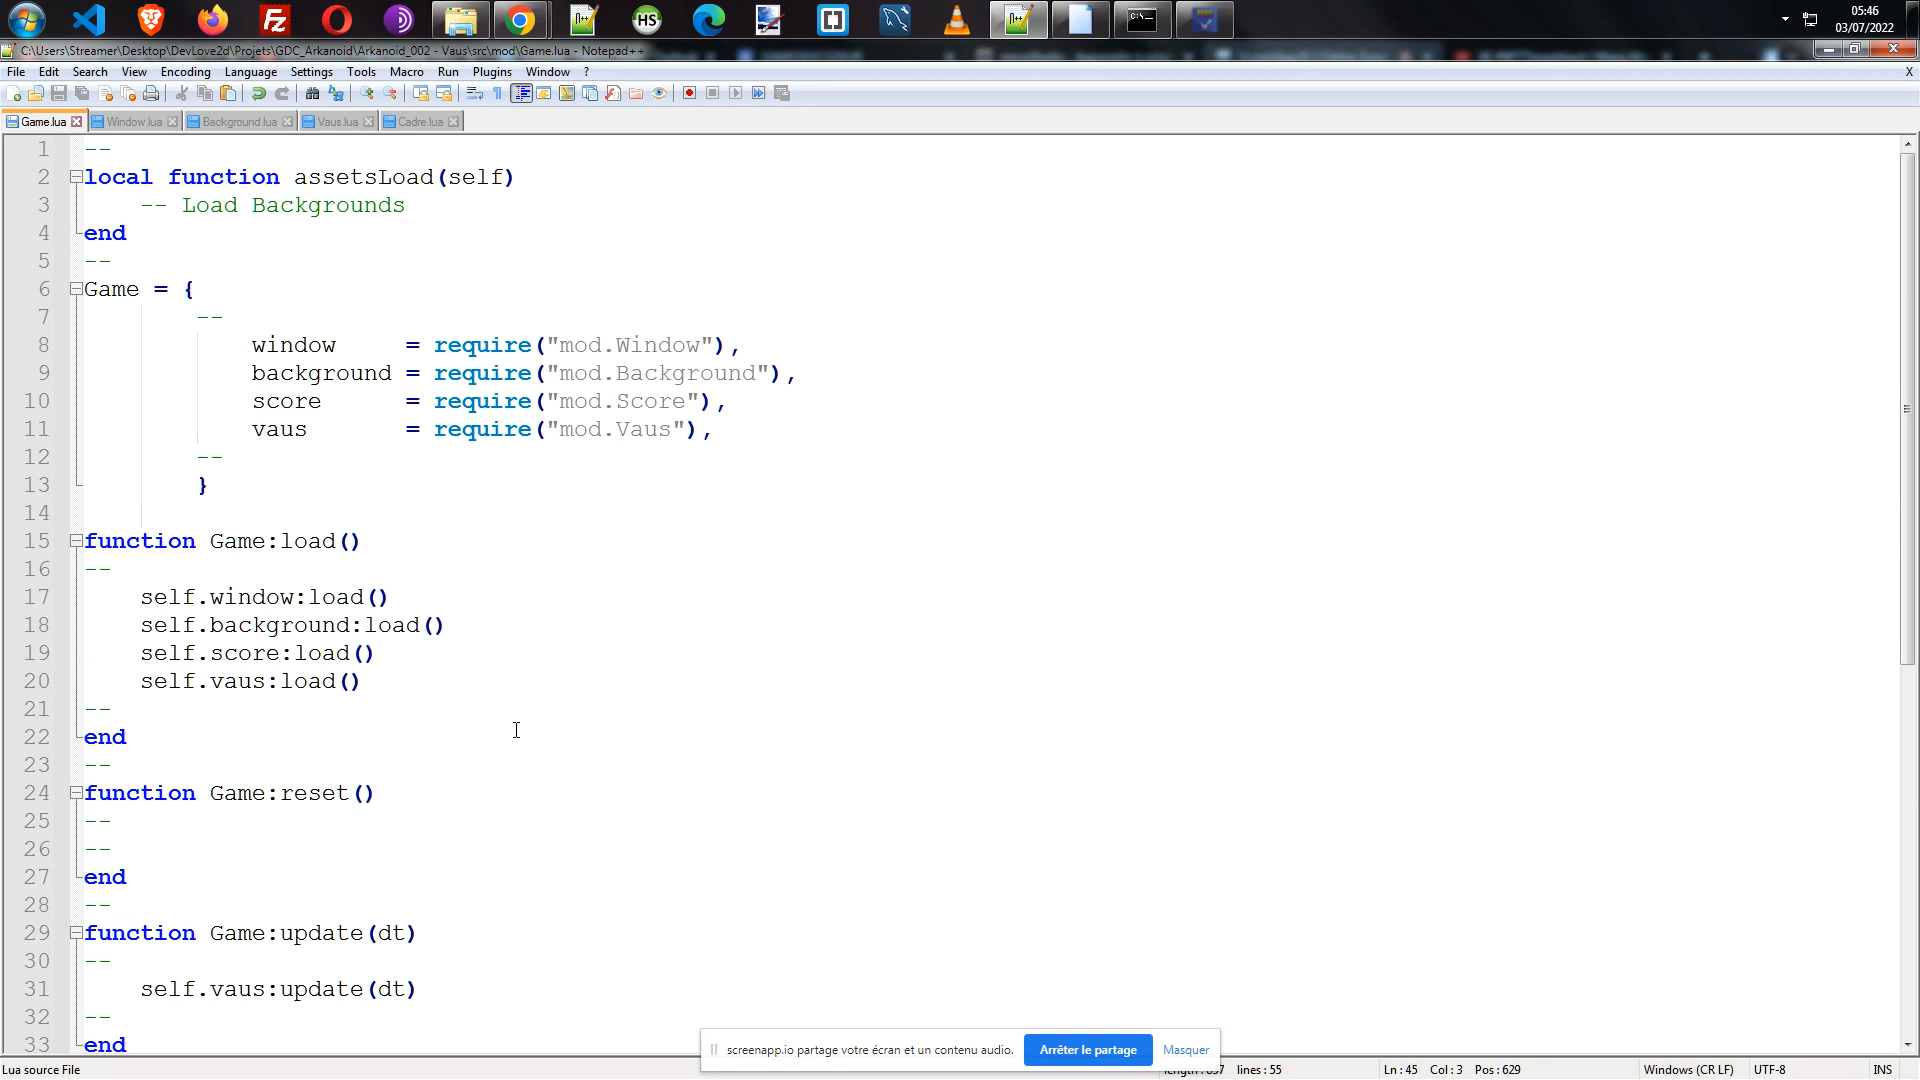 HS
05:46
03/07/2022
C:\Users\Streamer\Desktop\DevLove2d\Projets\GDC_Arkanoid\Arkanoid_002 - Vaus\src\mod\Game.lua - Notepad++
File Edit Search View Encoding Language Settings Tools Macro Run Plugins Window ?
X
Game.lua Window.lua Background.lua Vaus.lua Cadre.lua
1 --
2 local function assetsLoad(self)
3 -- Load Backgrounds
4 end
5 --
6 Game = {
7 --
8 window = require("mod.Window"),
9 background = require("mod.Background"),
10 score = require("mod.Score"),
11 vaus = require("mod.Vaus"),
12 --
13 }
14
15 function Game:load()
16 --
17 self.window:load()
18 self.background:load()
19 self.score:load()
20 self.vaus:load()
21 --
22 end
23 --
24 function Game:reset()
25 --
26 --
27 end
28 --
29 function Game:update(dt)
30 --
31 self.vaus:update(dt)
32 --
33 end
screenapp.io partage votre écran et un contenu audio. Arrêter le partage Masquer
Lua source File lines : 55 Ln : 45 Col : 3 Pos : 629 Windows (CR LF) UTF-8 INS